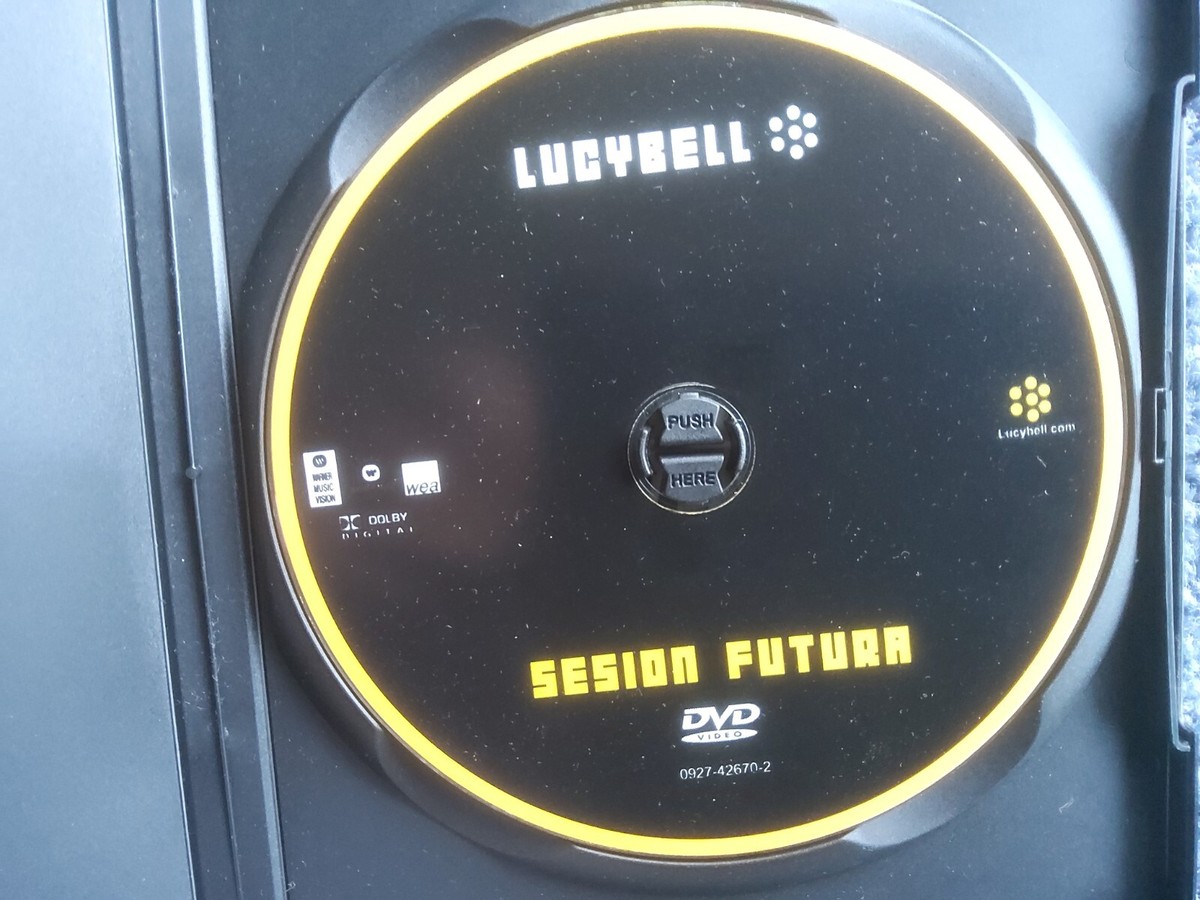 LUCYBELL
PUSH
HERE
Lucybell.com
WARNER
MUSIC
VISION
wea
DOLBY
DIGITAL
SESION FUTURA
DVD
VIDEO
0927-42670-2